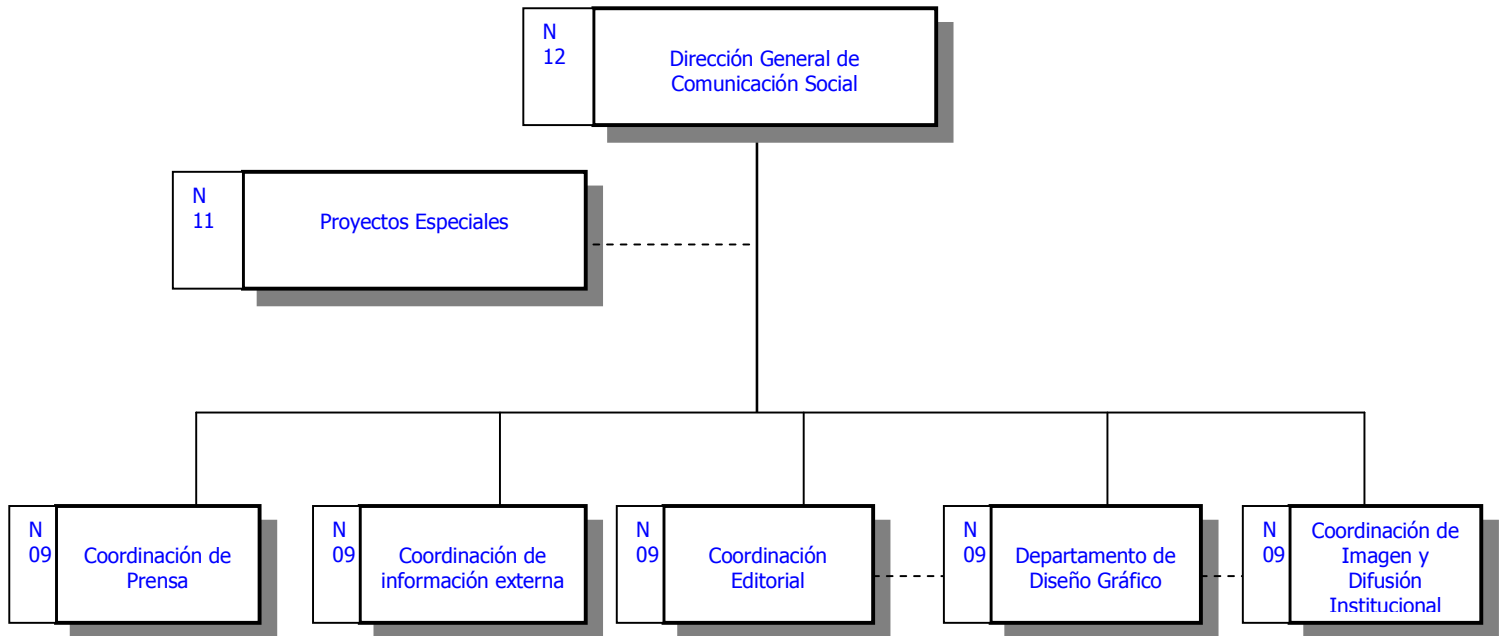 N
12
Dirección General de
Comunicación Social
N
11
Proyectos Especiales
N
09
Coordinación de
Prensa
N
09
Coordinación de
información externa
N
09
Coordinación
Editorial
N
09
Departamento de
Diseño Gráfico
N
09
Coordinación de
Imagen y
Difusión
Institucional